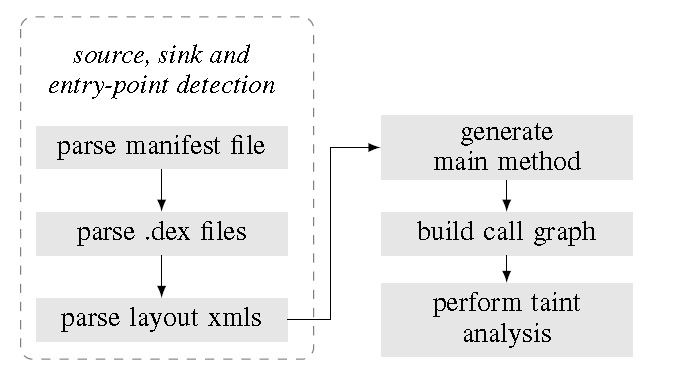 source, sink and
entry-point detection
parse manifest file
parse .dex files
parse layout xmls
generate
main method
build call graph
perform taint
analysis